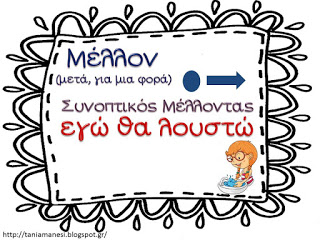 Μέλλον
(μετά, για μια φορά)
Συνοπτικός Μέλλοντας
εγώ θα λουστώ
http://taniamanesi.blogspot.gr/